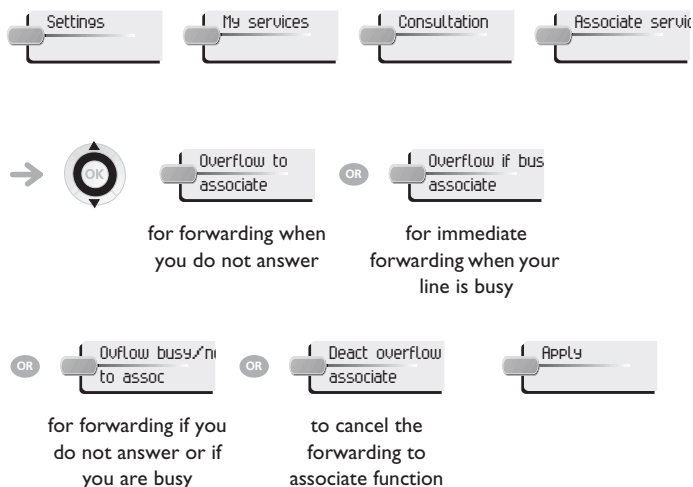 Settings
My services
Consultation
Associate servic
OK
Overflow to
associate
OR
Overflow if bus
associate
for forwarding when
you do not answer
for immediate
forwarding when your
line is busy
OR
Ovflow busy/n
to assoc
OR
Deact overflow
associate
Apply
for forwarding if you
do not answer or if
you are busy
to cancel the
forwarding to
associate function